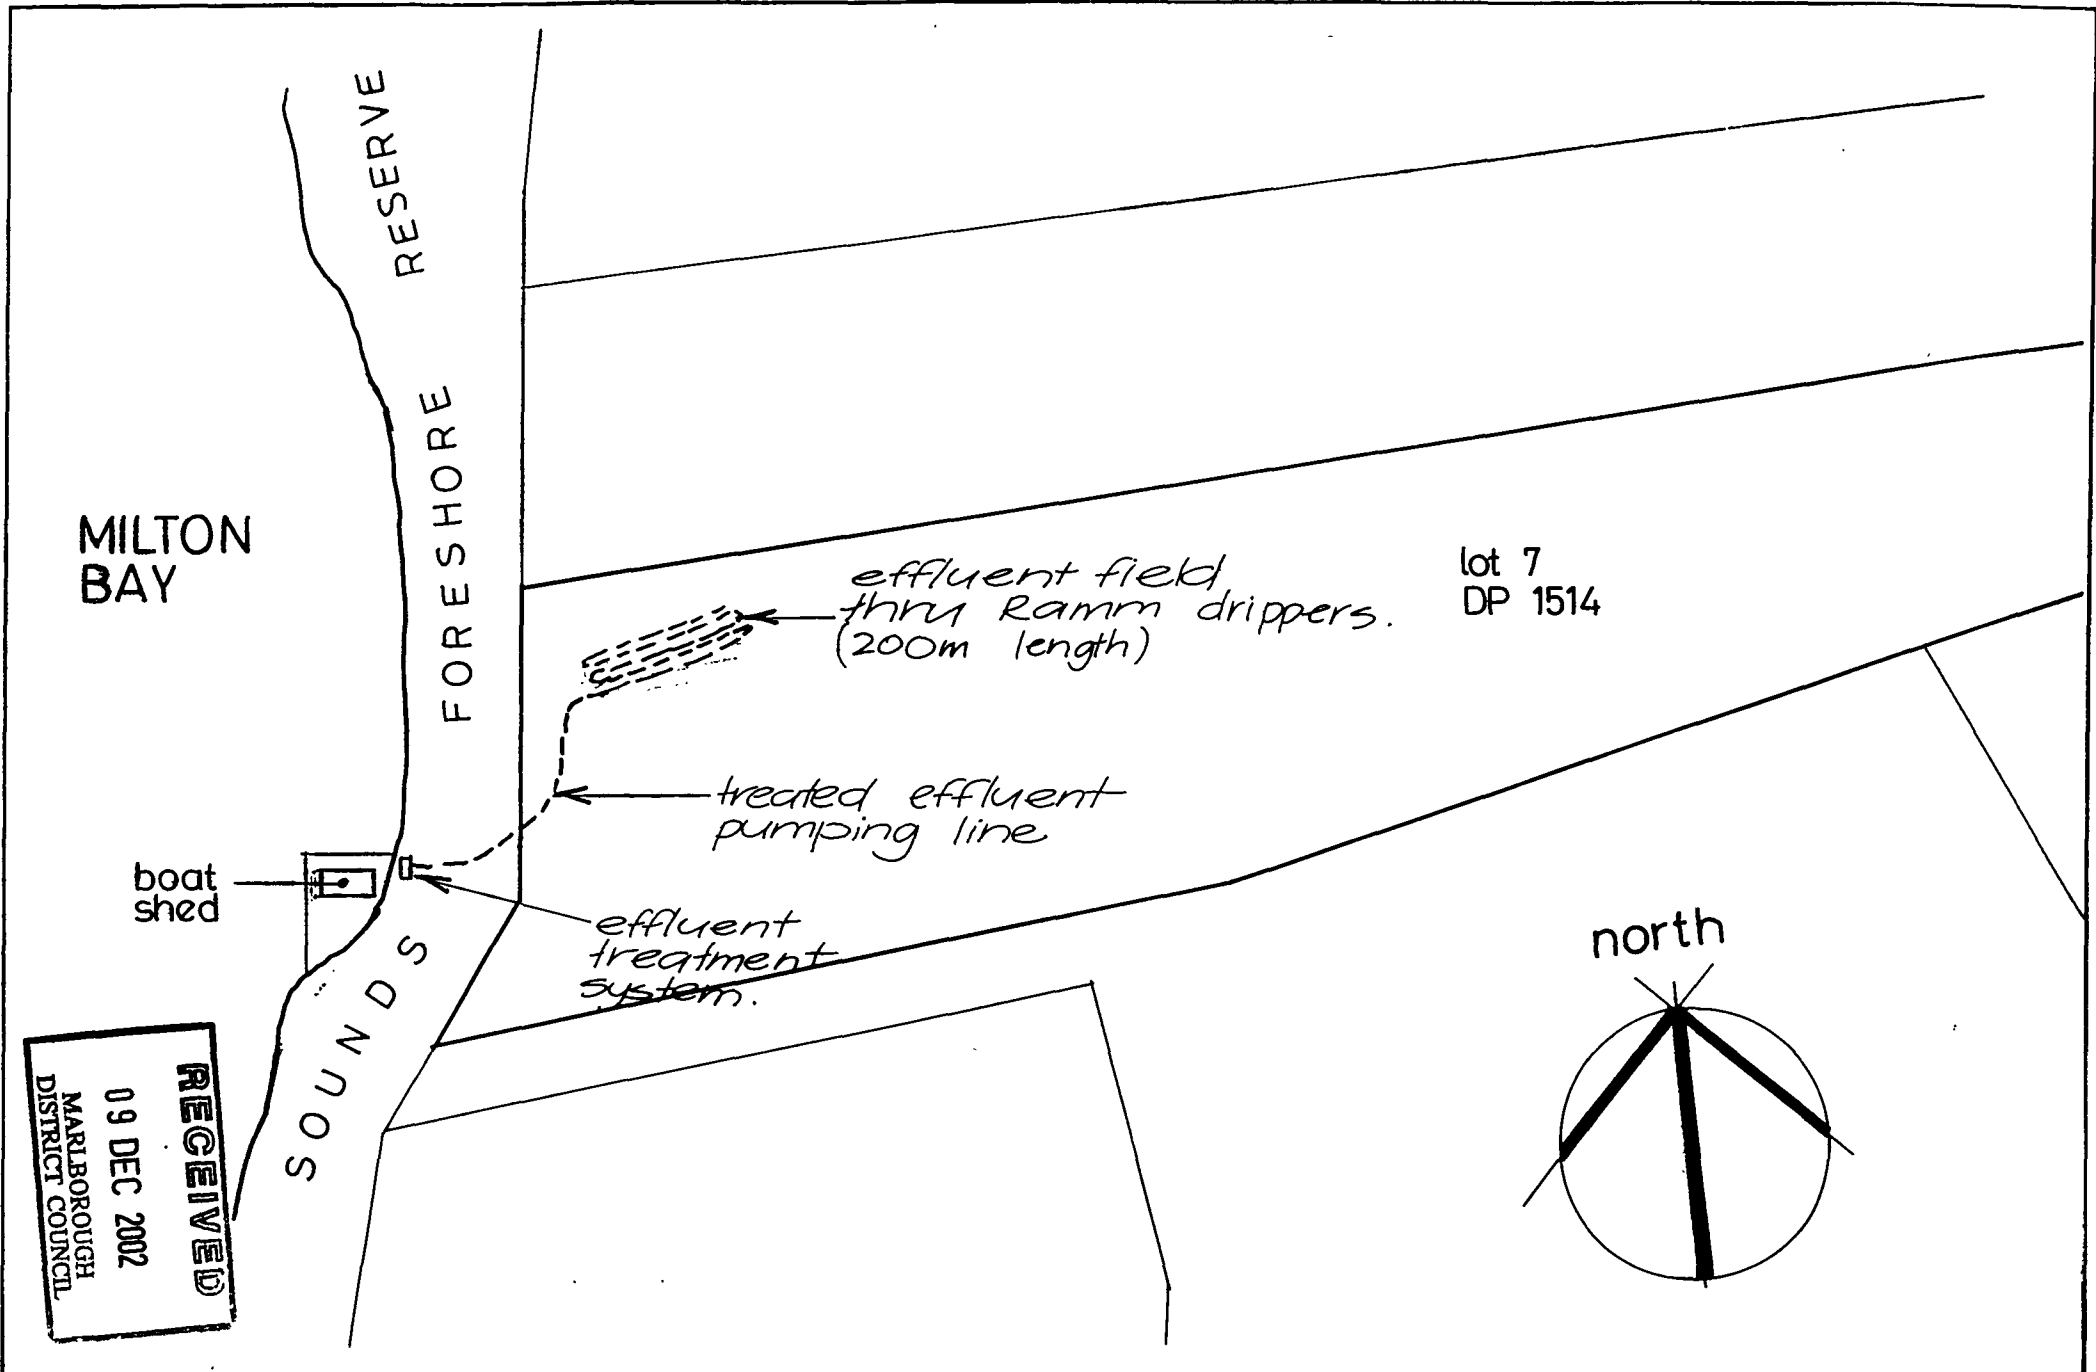 SOUNDS FORESHORE RESERVE
MILTON
BAY
effluent field
thru Ramm drippers.
(200m length)
lot 7
DP 1514
treated effluent
pumping line
boat
shed
effluent
treatment
system.
north
RECEIVED
09 DEC 2002
MARLBOROUGH
DISTRICT COUNCIL